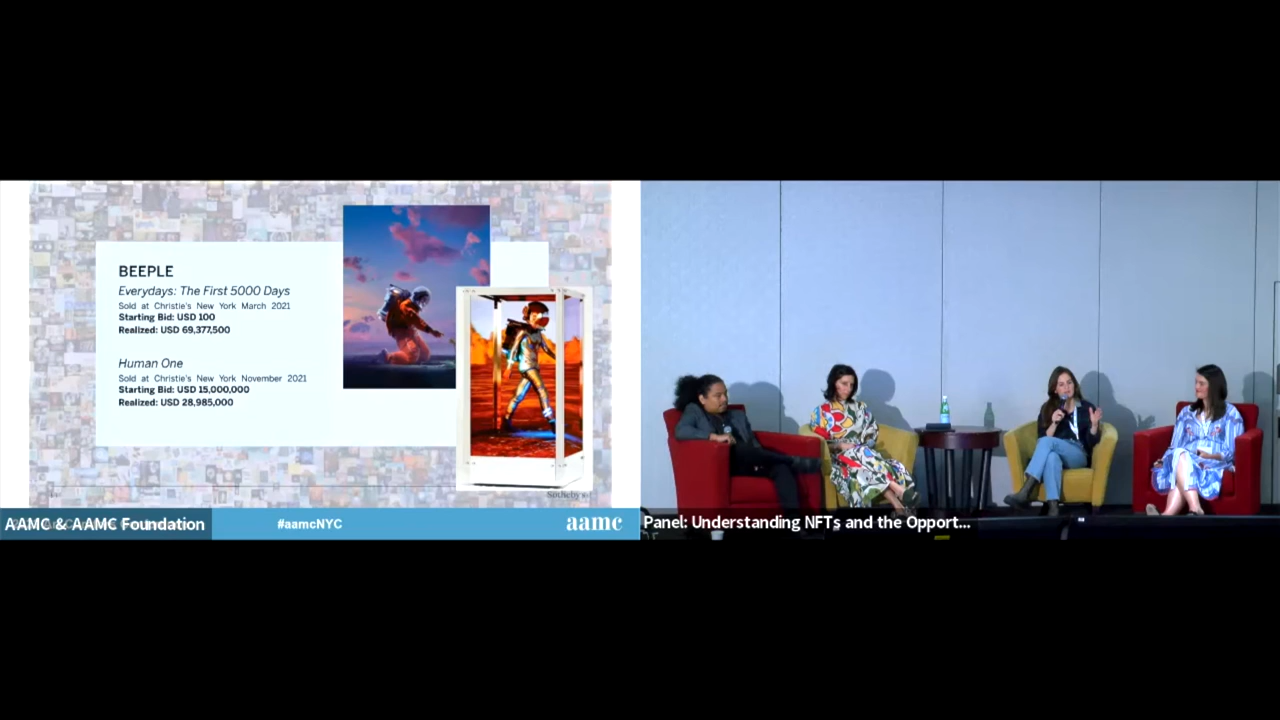 BEEPLE
Everydays: The First 5000 Days
Sold at Christie's New York March 2021
Starting Bid: USD 100
Realized: USD 69,377,500
Human One
Sold at Christie's New York November 2021
Starting Bid: USD 15,000,000
Realized: USD 28,985,000
Sotheby's
AAMC & AAMC Foundation
#aamcNYC
aamc
Panel: Understanding NFTs and the Opport...